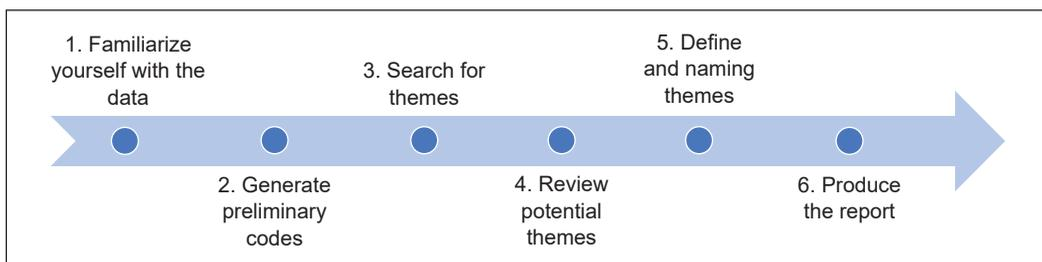 1. Familiarize
yourself with the
data
2. Generate
preliminary
codes
3. Search for
themes
4. Review
potential
themes
5. Define
and naming
themes
6. Produce
the report